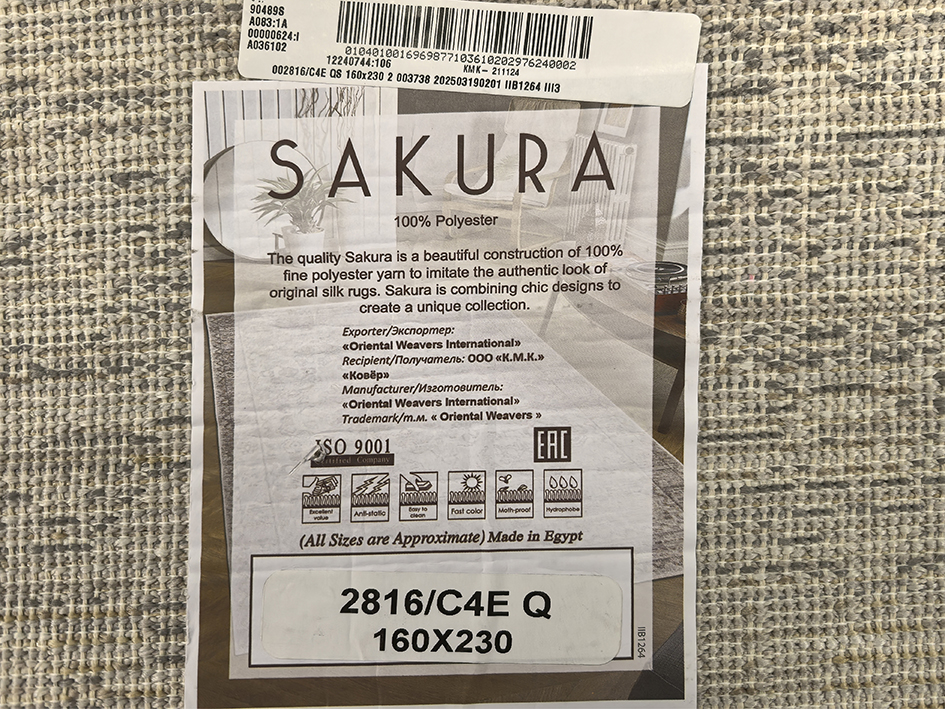 90489S
A083:1A
00000624:I
A036102
0104010016969877103610202976240002
12240744:106
KMK- 211124
002816/C4E Q8 160x230 2 003738 202503190201 IIB1264 III3
SAKURA
100% Polyester
The quality Sakura is a beautiful construction of 100%
fine polyester yarn to imitate the authentic look of
original silk rugs. Sakura is combining chic designs to
create a unique collection.
Exporter/Экспортер:
«Oriental Weavers International»
Recipient/Получатель: ООО «К.М.К.»
«Ковёр»
Manufacturer/Изготовитель:
«Oriental Weavers International»
Trademark/т.м. « Oriental Weavers »
ISO 9001
Certified Company
EAC
Excellent value
Anti-static
Easy to clean
Fast color
Moth-proof
Hydrophobe
(All Sizes are Approximate) Made in Egypt
2816/C4E Q
160X230
IIB1264